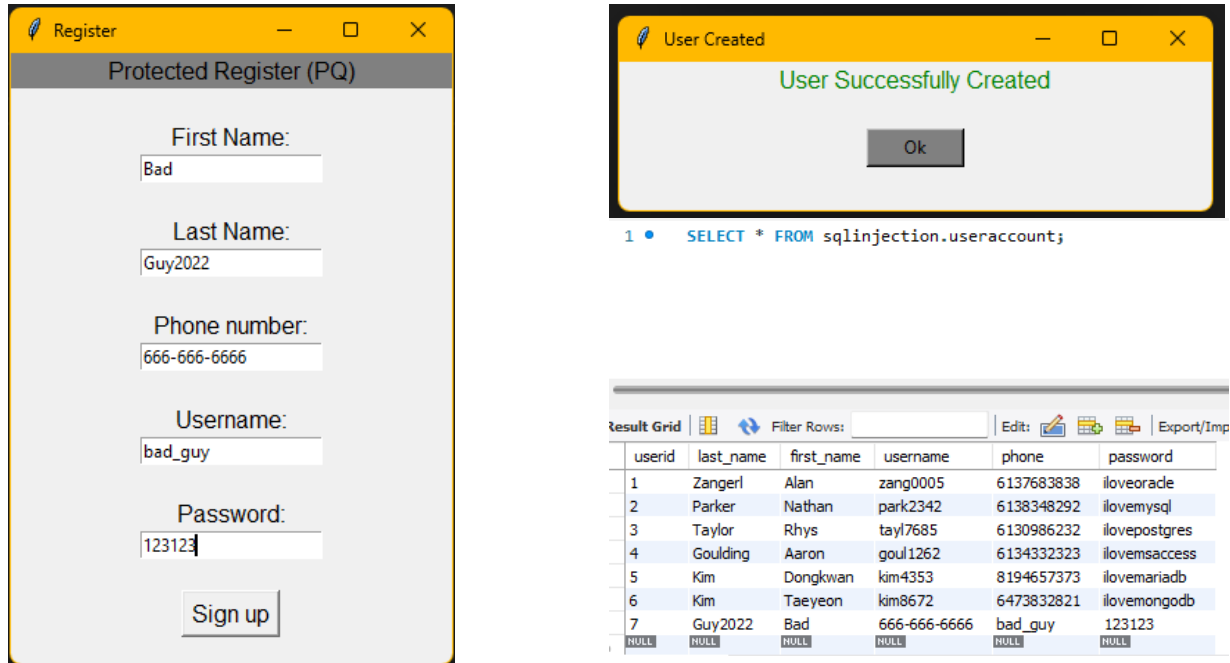 Register
Protected Register (PQ)
First Name:
Bad
Last Name:
Guy2022
Phone number:
666-666-6666
Username:
bad_guy
Password:
123123
Sign up
User Created
User Successfully Created
Ok
1 SELECT * FROM sqlinjection.useraccount;
Result Grid Filter Rows: Edit: Export/Imp
userid last_name first_name username phone password
1 Zangerl Alan zang0005 6137683838 iloveoracle
2 Parker Nathan park2342 6138348292 ilovemysql
3 Taylor Rhys tayl7685 6130986232 ilovepostgres
4 Goulding Aaron goul1262 6134332323 ilovemsaccess
5 Kim Dongkwan kim4353 8194657373 ilovemariadb
6 Kim Taeyeon kim8672 6473832821 ilovemongodb
7 Guy2022 Bad 666-666-6666 bad_guy 123123
NULL NULL NULL NULL NULL NULL